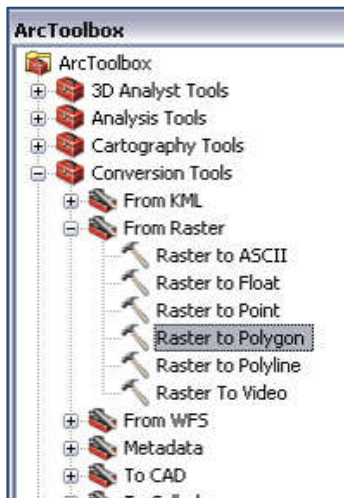 ArcToolbox
ArcToolbox
3D Analyst Tools
Analysis Tools
Cartography Tools
Conversion Tools
From KML
From Raster
Raster to ASCII
Raster to Float
Raster to Point
Raster to Polygon
Raster to Polyline
Raster To Video
From WFS
Metadata
To CAD